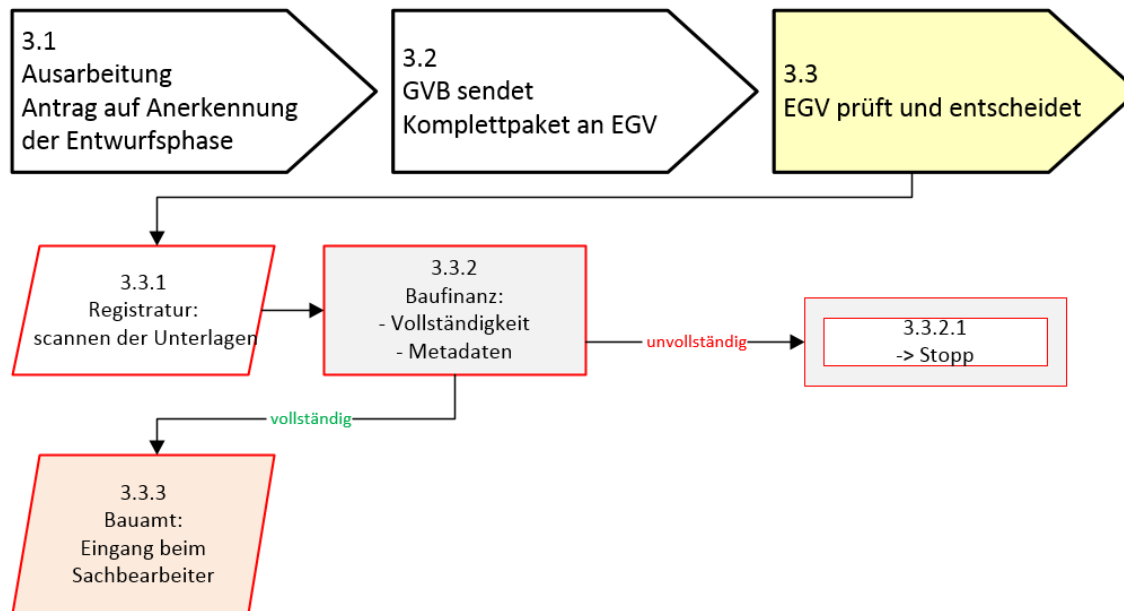 3.1
Ausarbeitung
Antrag auf Anerkennung
der Entwurfsphase
3.2
GVB sendet
Komplettpaket an EGV
3.3
EGV prüft und entscheidet
3.3.1
Registratur:
scannen der Unterlagen
3.3.2
Baufinanz:
- Vollständigkeit
- Metadaten
unvollständig
3.3.2.1
-> Stopp
vollständig
3.3.3
Bauamt:
Eingang beim
Sachbearbeiter